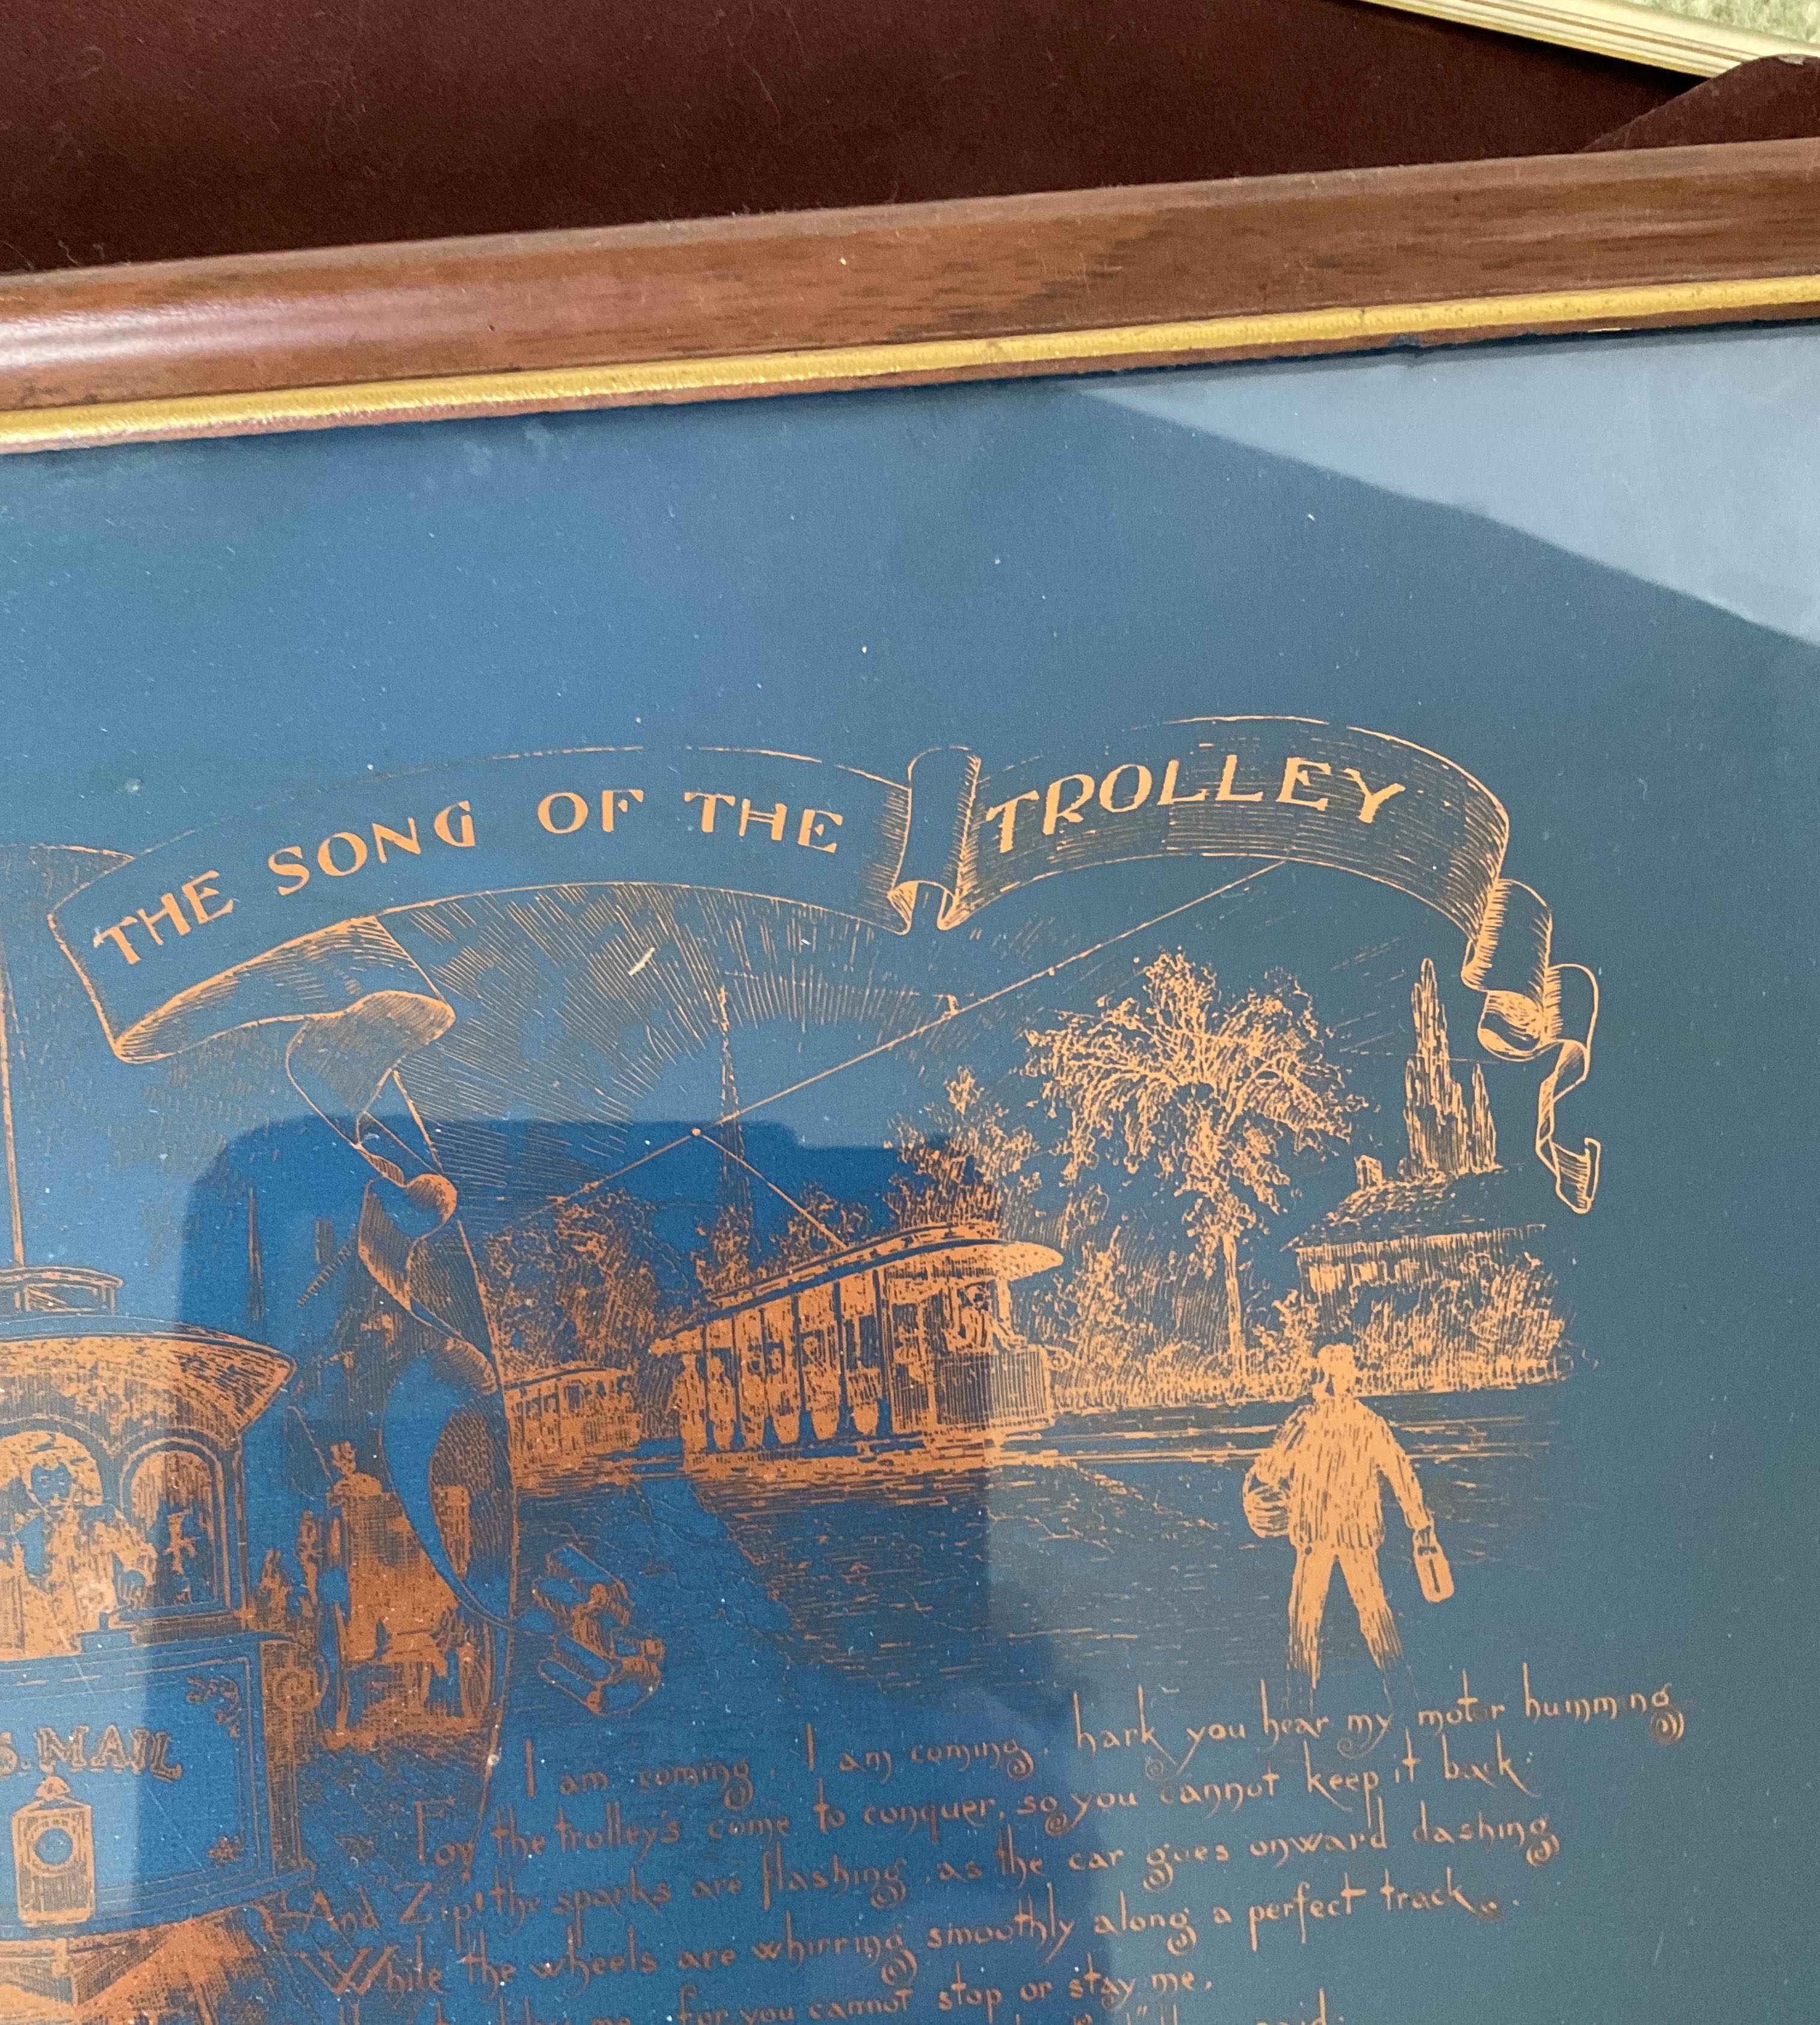 THE SONG OF THE TROLLEY
S. MAIL
I am coming, I am coming, hark you hear my motor humming
For the trolley's come to conquer, so you cannot keep it back:
And "Zip" the sparks are flashing, as the car goes onward dashing
While the wheels are whirring smoothly along a perfect track..
me, for you cannot stop or stay me,
said: